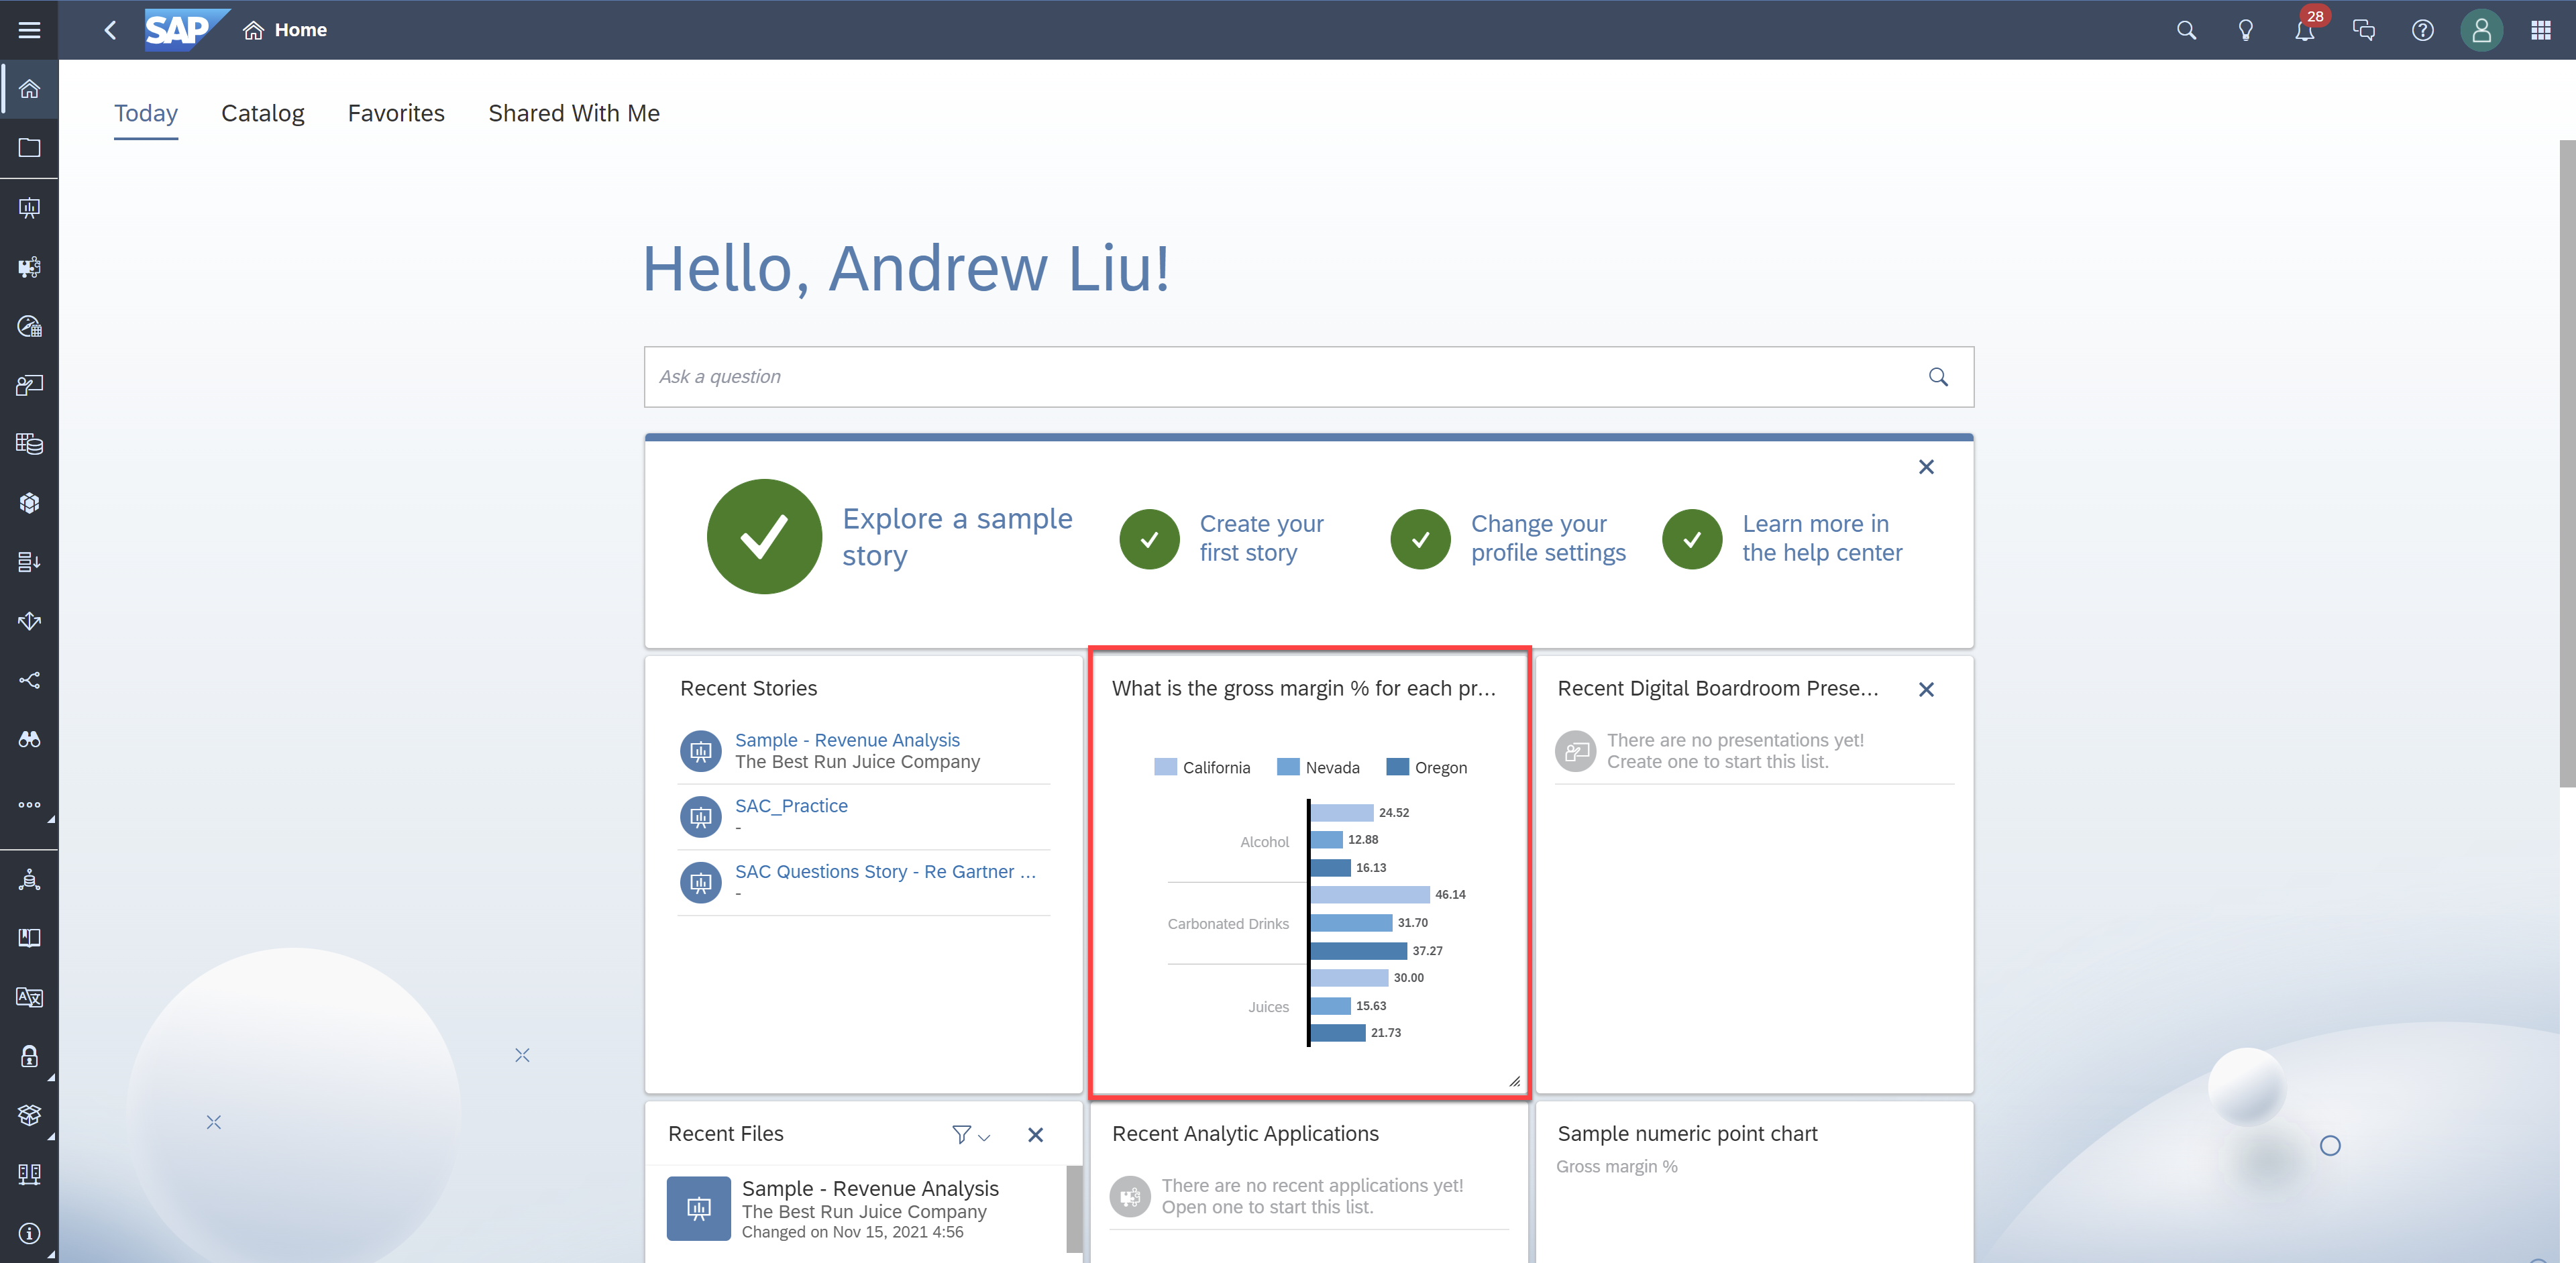 SAP Home
28
Today Catalog Favorites Shared With Me
Hello, Andrew Liu!
Ask a question
Explore a sample
story
Create your
first story
Change your
profile settings
Learn more in
the help center
Recent Stories
Sample - Revenue Analysis
The Best Run Juice Company
SAC_Practice
-
SAC Questions Story - Re Gartner ...
-
What is the gross margin % for each pr...
California Nevada Oregon
24.52
Alcohol 12.88
16.13
46.14
Carbonated Drinks 31.70
37.27
30.00
Juices 15.63
21.73
Recent Digital Boardroom Prese...
There are no presentations yet!
Create one to start this list.
Recent Files
Sample - Revenue Analysis
The Best Run Juice Company
Changed on Nov 15, 2021 4:56
Recent Analytic Applications
There are no recent applications yet!
Open one to start this list.
Sample numeric point chart
Gross margin %